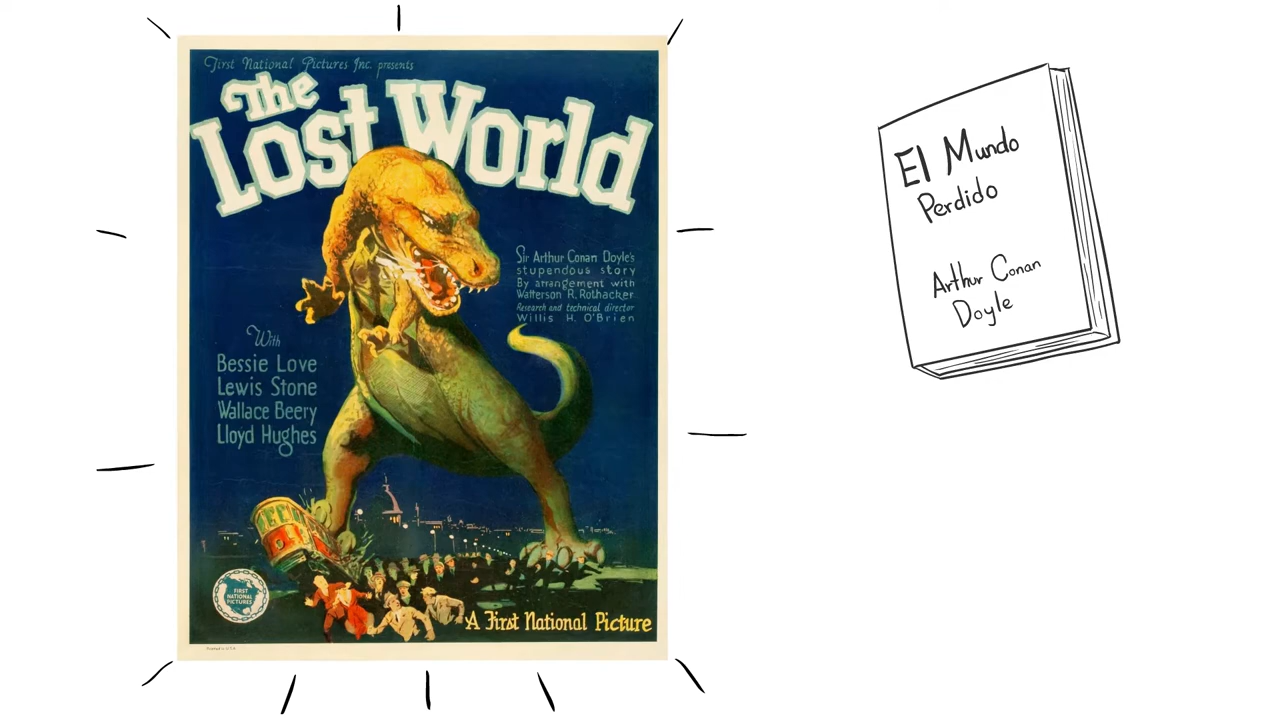 First National Pictures Inc. presents
The
Lost World
Sir Arthur Conan Doyle's
stupendous story
By arrangement with
Watterson R. Rothacker
Research and technical director
Willis H. O'Brien
With
Bessie Love
Lewis Stone
Wallace Beery
Lloyd Hughes
FIRST
NATIONAL
PICTURES
A First National Picture
Printed in U.S.A.
El Mundo
Perdido
Arthur Conan
Doyle